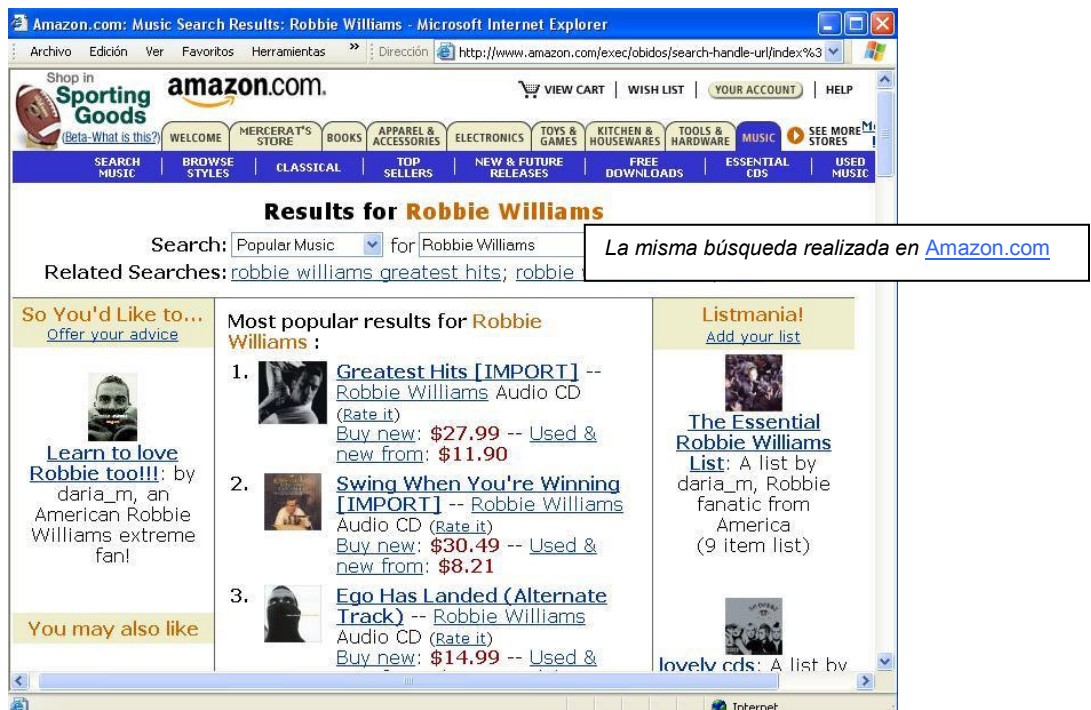 Amazon.com: Music Search Results: Robbie Williams - Microsoft Internet Explorer
Archivo Edición Ver Favoritos Herramientas » Dirección http://www.amazon.com/exec/obidos/search-handle-url/index%3
Shop in
Sporting
Goods
(Beta-What is this?)
amazon.com.
VIEW CART | WISH LIST | YOUR ACCOUNT | HELP
WELCOME
MERCERAT'S
STORE
BOOKS
APPAREL &
ACCESSORIES
ELECTRONICS
TOYS &
GAMES
KITCHEN &
HOUSEWARES
TOOLS &
HARDWARE
MUSIC
SEE MORE
STORES
SEARCH
MUSIC
BROWSE
STYLES
CLASSICAL
TOP
SELLERS
NEW & FUTURE
RELEASES
FREE
DOWNLOADS
ESSENTIAL
CDS
USED
MUSIC
Results for Robbie Williams
Search: Popular Music for Robbie Williams
La misma búsqueda realizada en Amazon.com
Related Searches: robbie williams greatest hits; robbie
So You'd Like to...
Offer your advice
Learn to love
Robbie too!!!: by
daria_m, an
American Robbie
Williams extreme
fan!
You may also like
Most popular results for Robbie
Williams :
1. Greatest Hits [IMPORT] --
Robbie Williams Audio CD
(Rate it)
Buy new: $27.99 -- Used &
new from: $11.90
2. Swing When You're Winning
[IMPORT] -- Robbie Williams
Audio CD (Rate it)
Buy new: $30.49 -- Used &
new from: $8.21
3. Ego Has Landed (Alternate
Track) -- Robbie Williams
Audio CD (Rate it)
Buy new: $14.99 -- Used &
Listmania!
Add your list
The Essential
Robbie Williams
List: A list by
daria_m, Robbie
fanatic from
America
(9 item list)
lovely cds: A list by
Internet